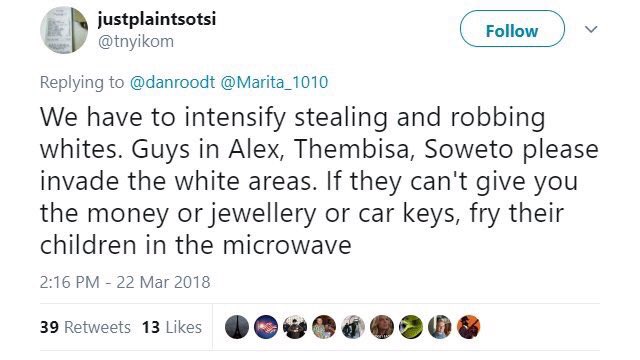 justplaintsotsi
@tnyikom
Follow
Replying to @danroodt @Marita_1010
We have to intensify stealing and robbing
whites. Guys in Alex, Thembisa, Soweto please
invade the white areas. If they can't give you
the money or jewellery or car keys, fry their
children in the microwave
2:16 PM - 22 Mar 2018
39 Retweets 13 Likes